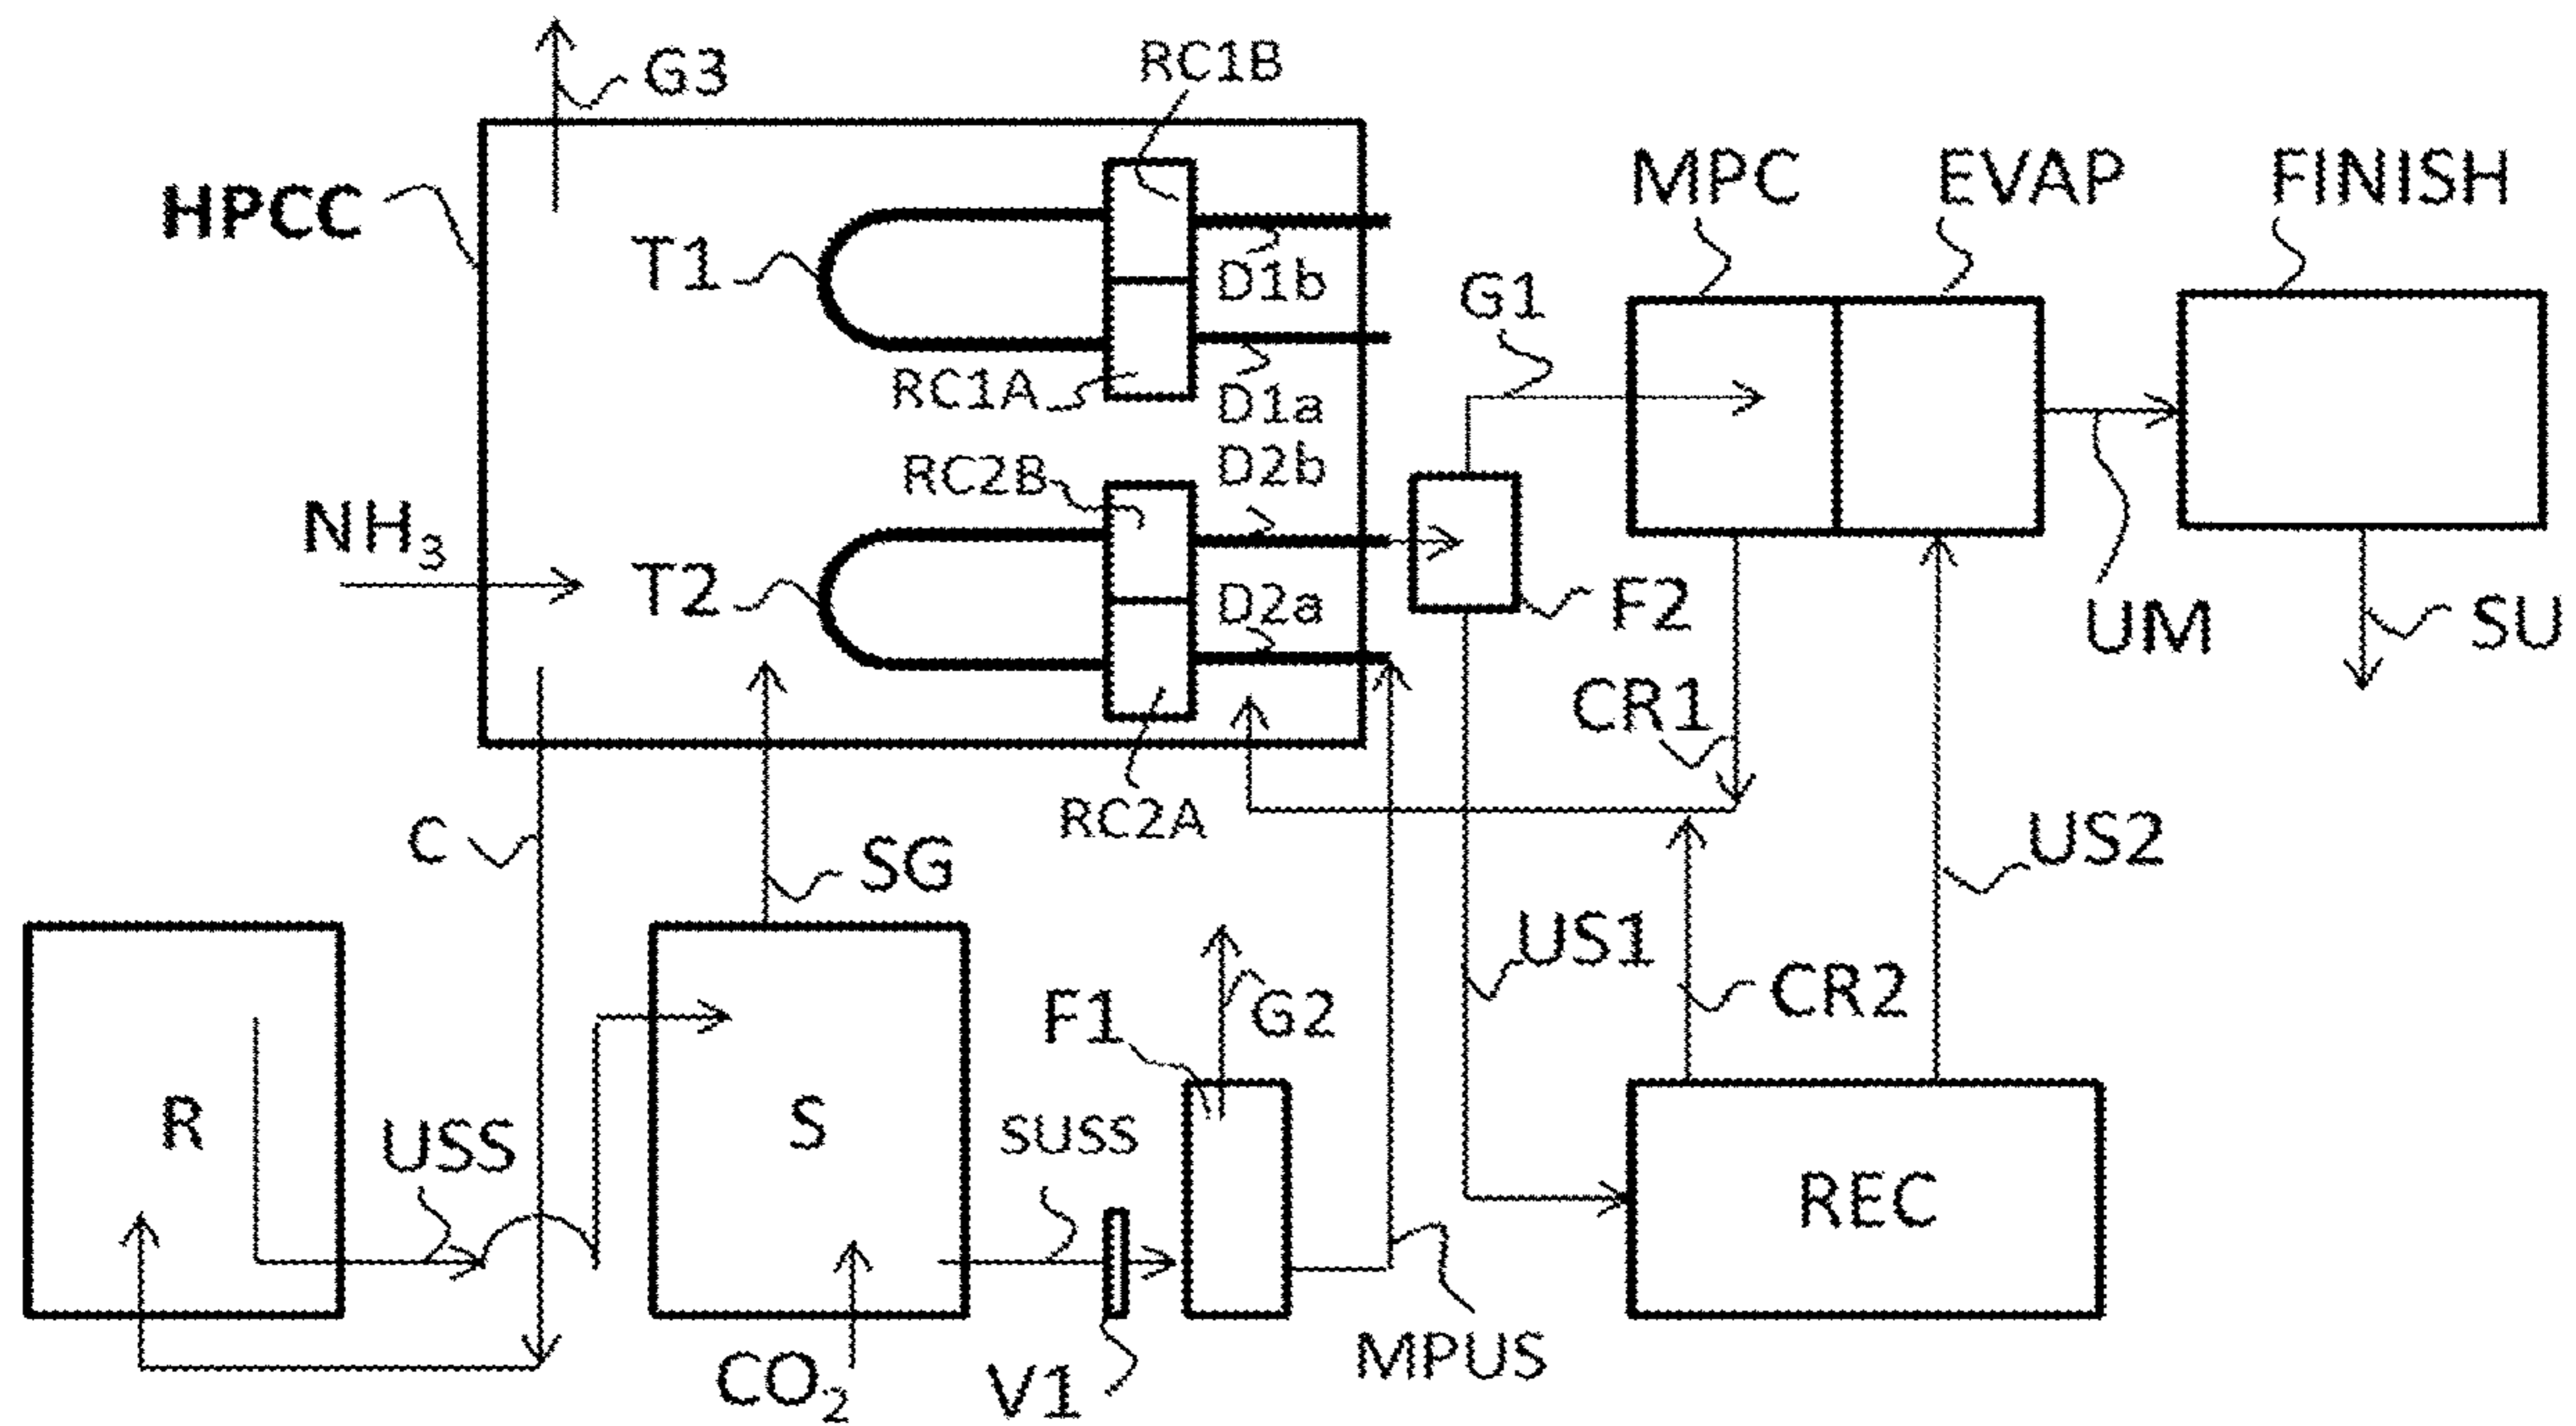 G3
RC1B
HPCC
T1
D1b
RC1A
D1a
RC2B
D2b
NH3
T2
D2a
RC2A
G1
MPC
EVAP
FINISH
F2
UM
SU
CR1
C
SG
US1
US2
CR2
R
USS
S
SUSS
F1
G2
REC
CO2
V1
MPUS